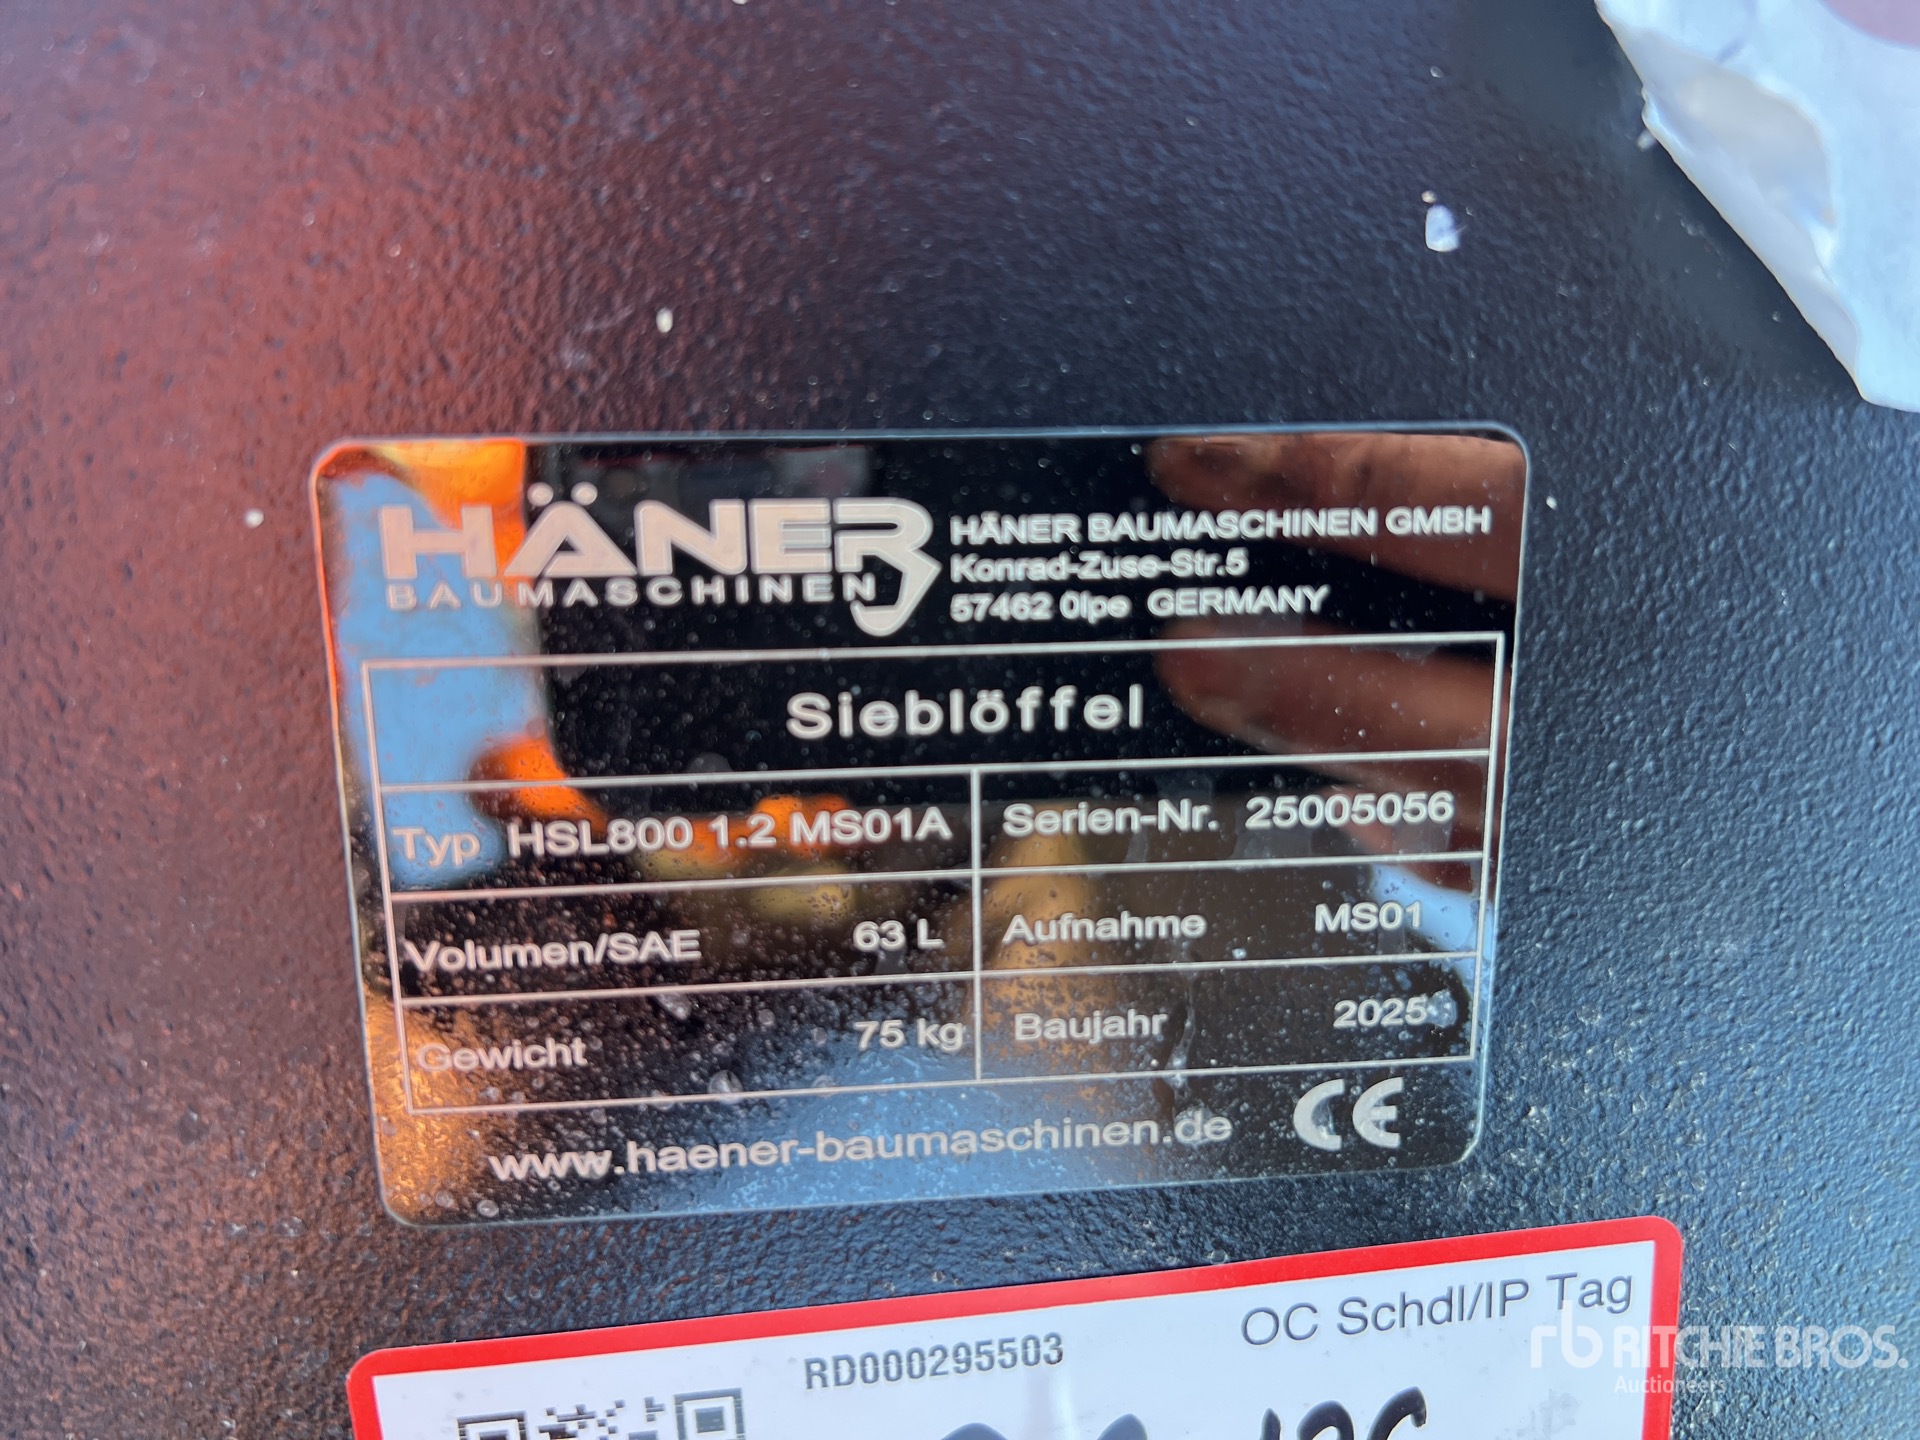 HÄNER
BAUMASCHINEN
HÄNER BAUMASCHINEN GMBH
Konrad-Zuse-Str.5
57462 Olpe GERMANY
Sieblöffel
Typ HSL800 1.2 MS01A
Serien-Nr. 25005056
Volumen/SAE 63 L
Aufnahme MS01
Gewicht 75 kg
Baujahr 2025
www.haener-baumaschinen.de CE
OC Schdl/IP Tag
RD000295503
rb RITCHIE BROS.
Auctioneers